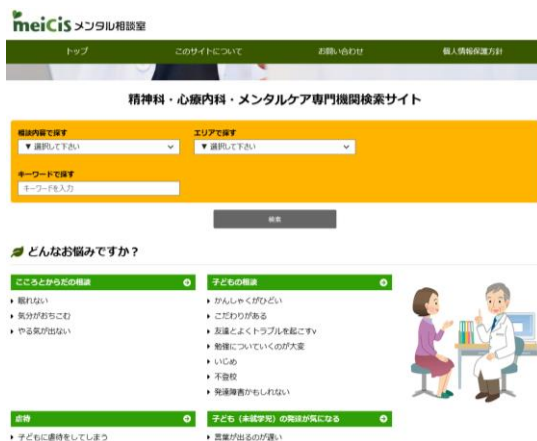 meiCis メンタル相談室
トップ
このサイトについて
お問い合わせ
個人情報保護方針
精神科・心療内科・メンタルケア専門機関検索サイト
相談内容で探す
エリアで探す
▼ 選択して下さい
▼ 選択して下さい
キーワードで探す
キーワードを入力
検索
どんなお悩みですか？
こころとからだの相談
眠れない
気分がおちこむ
やる気が出ない
子どもの相談
かんしゃくがひどい
こだわりがある
友達とよくトラブルを起こすv
勉強についていくのが大変
いじめ
不登校
発達障害かもしれない
虐待
子どもに虐待をしてしまう
子ども（未就学児）の発達が気になる
言葉が出るのが遅い